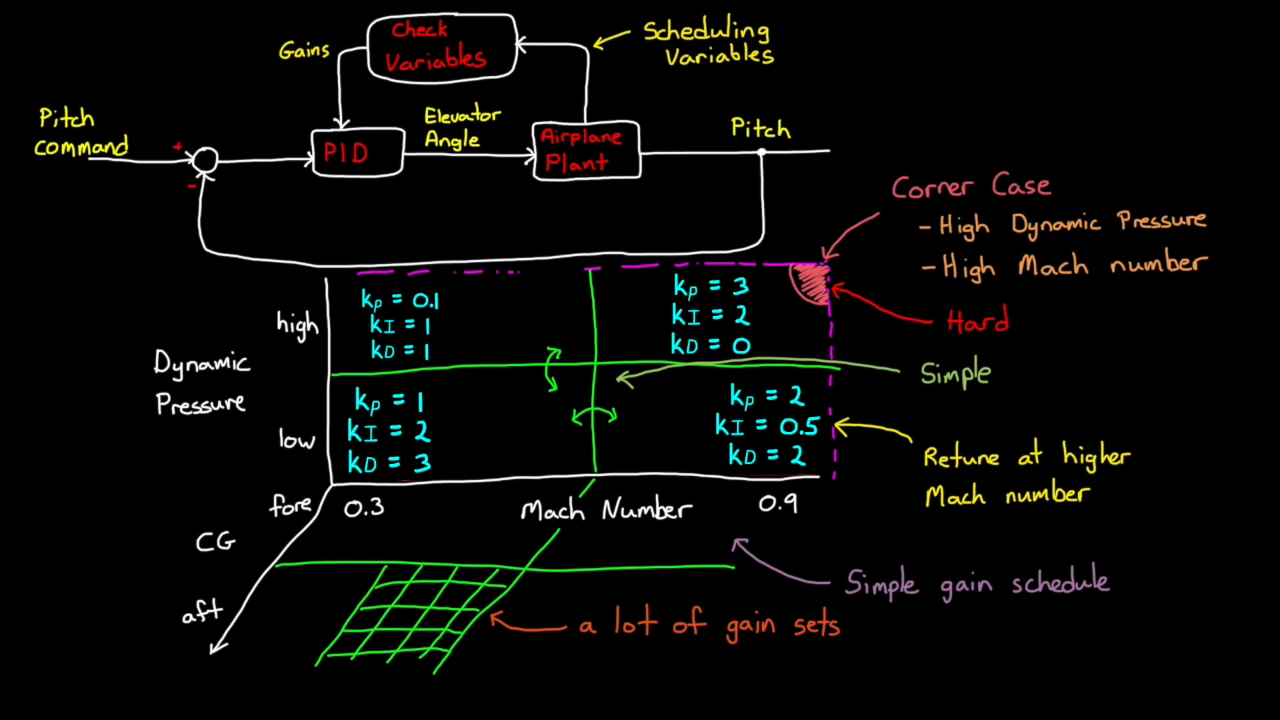 Check
Variables
Gains
Scheduling
Variables
Pitch
command
+
-
PID
Elevator
Angle
Airplane
Plant
Pitch
Corner Case
- High Dynamic Pressure
- High Mach number
Hard
Simple
Retune at higher
Mach number
Dynamic
Pressure
high
low
kp = 0.1
kI = 1
kD = 1
kp = 3
kI = 2
kD = 0
kp = 1
kI = 2
kD = 3
kp = 2
kI = 0.5
kD = 2
fore
0.3
Mach Number
0.9
CG
aft
Simple gain schedule
a lot of gain sets